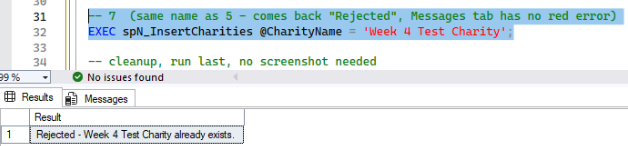 31
-- 7  (same name as 5 - comes back "Rejected", Messages tab has no red error)
32
EXEC spN_InsertCharities @CharityName = 'Week 4 Test Charity';
33
34
-- cleanup, run last, no screenshot needed
99 %
No issues found
Results
Messages
Result
1
Rejected - Week 4 Test Charity already exists.